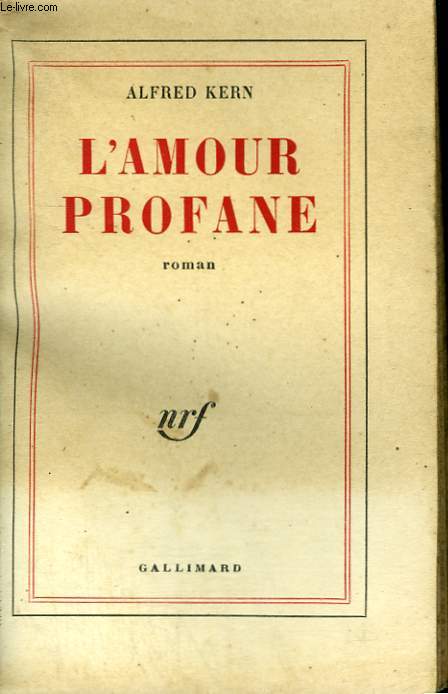 Le-livre.com
ALFRED KERN
L'AMOUR
PROFANE
roman
nrf
GALLIMARD